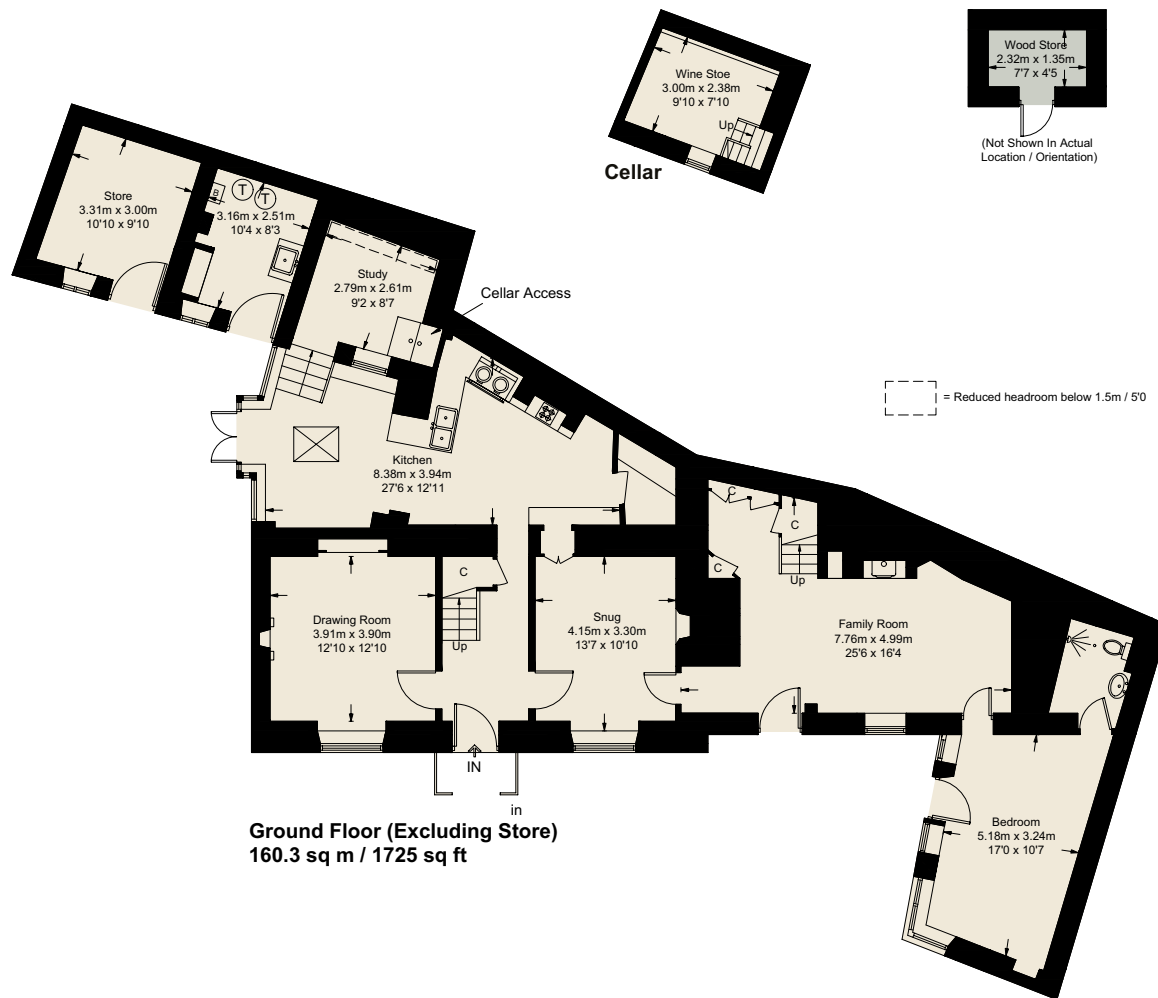 Wine Stoe
3.00m x 2.38m
9'10 x 7'10
Up
Cellar
Wood Store
2.32m x 1.35m
7'7 x 4'5
(Not Shown In Actual
Location / Orientation)
Store
3.31m x 3.00m
10'10 x 9'10
B
T
T
3.16m x 2.51m
10'4 x 8'3
Study
2.79m x 2.61m
9'2 x 8'7
Cellar Access
= Reduced headroom below 1.5m / 5'0
Kitchen
8.38m x 3.94m
27'6 x 12'11
C
C
C
Up
C
Up
Drawing Room
3.91m x 3.90m
12'10 x 12'10
Snug
4.15m x 3.30m
13'7 x 10'10
Family Room
7.76m x 4.99m
25'6 x 16'4
IN
in
Bedroom
5.18m x 3.24m
17'0 x 10'7
Ground Floor (Excluding Store)
160.3 sq m / 1725 sq ft